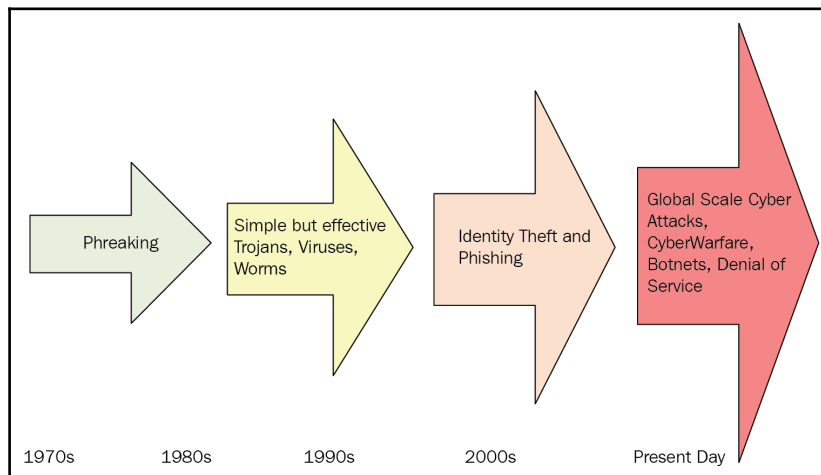 Phreaking
Simple but effective
Trojans, Viruses,
Worms
Identity Theft and
Phishing
Global Scale Cyber
Attacks,
CyberWarfare,
Botnets, Denial of
Service
1970s
1980s
1990s
2000s
Present Day